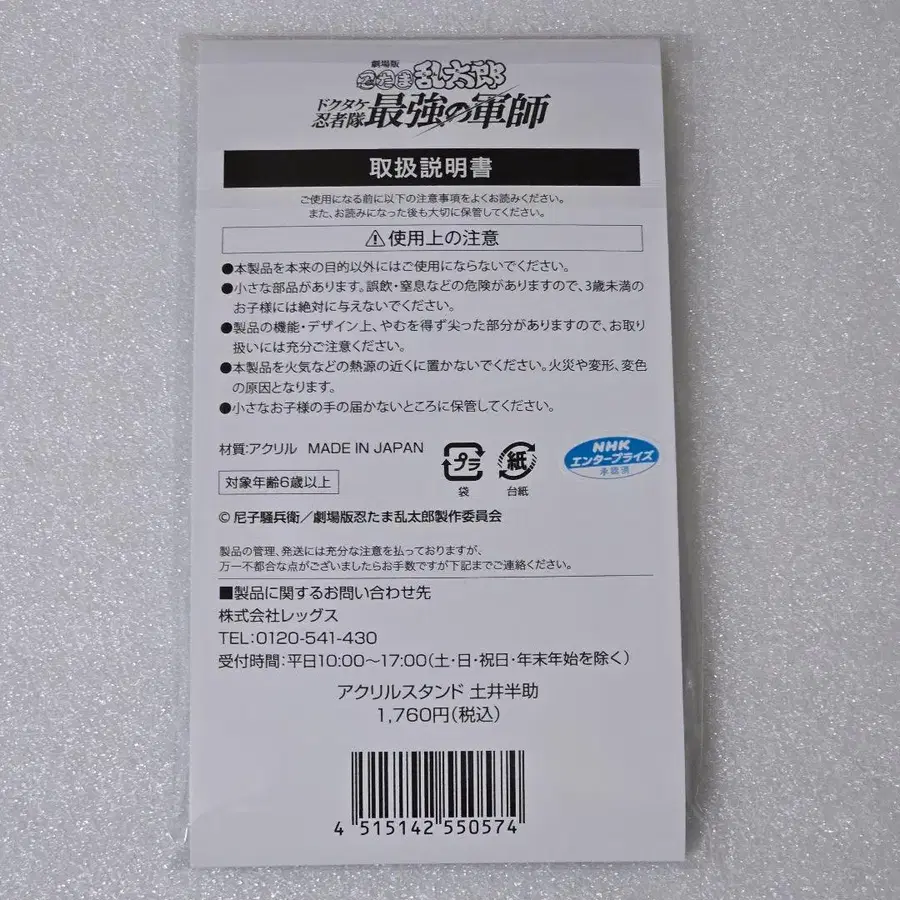 劇場版
忍たま乱太郎
ドクタケ忍者隊 最強の軍師
取扱説明書
ご使用になる前に以下の注意事項をよくお読みください。
また、お読みになった後も大切に保管してください。
⚠使用上の注意
●本製品を本来の目的以外にはご使用にならないでください。
●小さな部品があります。誤飲・窒息などの危険がありますので、3歳未満の
お子様には絶対に与えないでください。
●製品の機能・デザイン上、やむを得ず尖った部分がありますので、お取り
扱いには充分ご注意ください。
●本製品を火気などの熱源の近くに置かないでください。火災や変形、変色
の原因となります。
●小さなお子様の手の届かないところに保管してください。
材質:アクリル MADE IN JAPAN
対象年齢6歳以上
プラ
袋
紙
台紙
NHK
エンタープライズ
承認済
© 尼子騒兵衛／劇場版忍たま乱太郎製作委員会
製品の管理、発送には充分な注意を払っておりますが、
万一不都合な点がございましたらお手数ですが下記までご連絡ください。
■製品に関するお問い合わせ先
株式会社レッグス
TEL:0120-541-430
受付時間:平日10:00～17:00(土・日・祝日・年末年始を除く)
アクリルスタンド 土井半助
1,760円(税込)
4 515142 550574